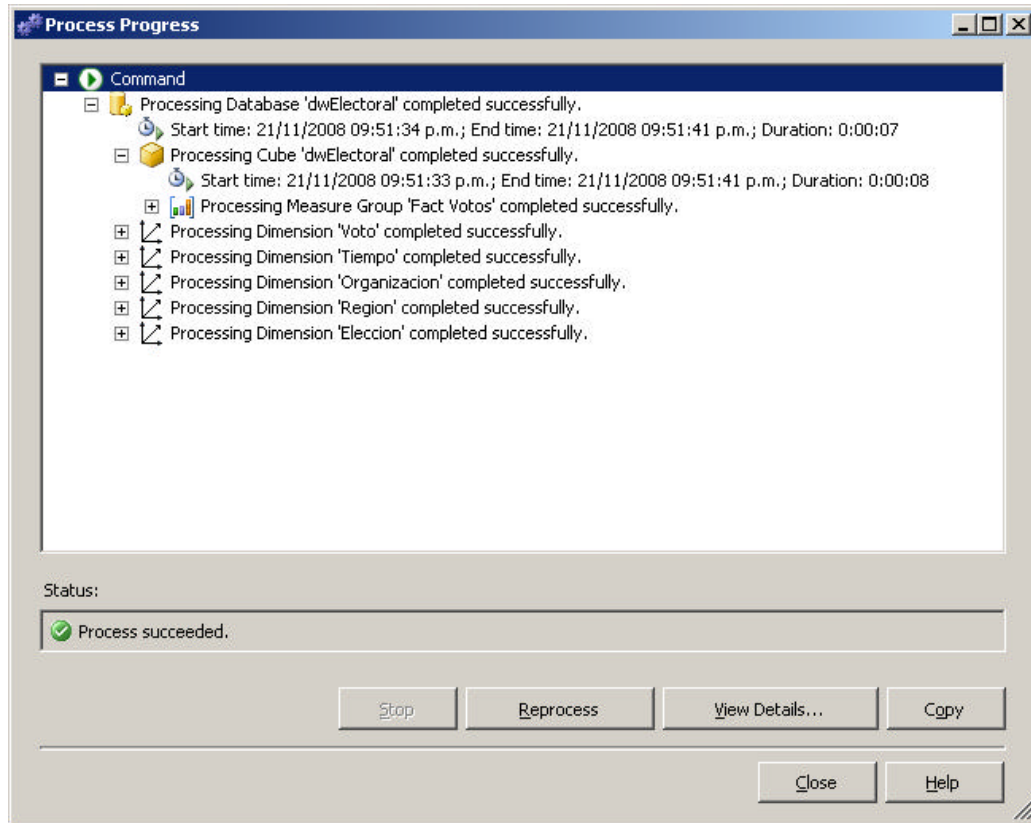 Process Progress
Command
Processing Database 'dwElectoral' completed successfully.
Start time: 21/11/2008 09:51:34 p.m.; End time: 21/11/2008 09:51:41 p.m.; Duration: 0:00:07
Processing Cube 'dwElectoral' completed successfully.
Start time: 21/11/2008 09:51:33 p.m.; End time: 21/11/2008 09:51:41 p.m.; Duration: 0:00:08
Processing Measure Group 'Fact Votos' completed successfully.
Processing Dimension 'Voto' completed successfully.
Processing Dimension 'Tiempo' completed successfully.
Processing Dimension 'Organizacion' completed successfully.
Processing Dimension 'Region' completed successfully.
Processing Dimension 'Eleccion' completed successfully.
Status:
Process succeeded.
Stop Reprocess View Details... Copy
Close Help